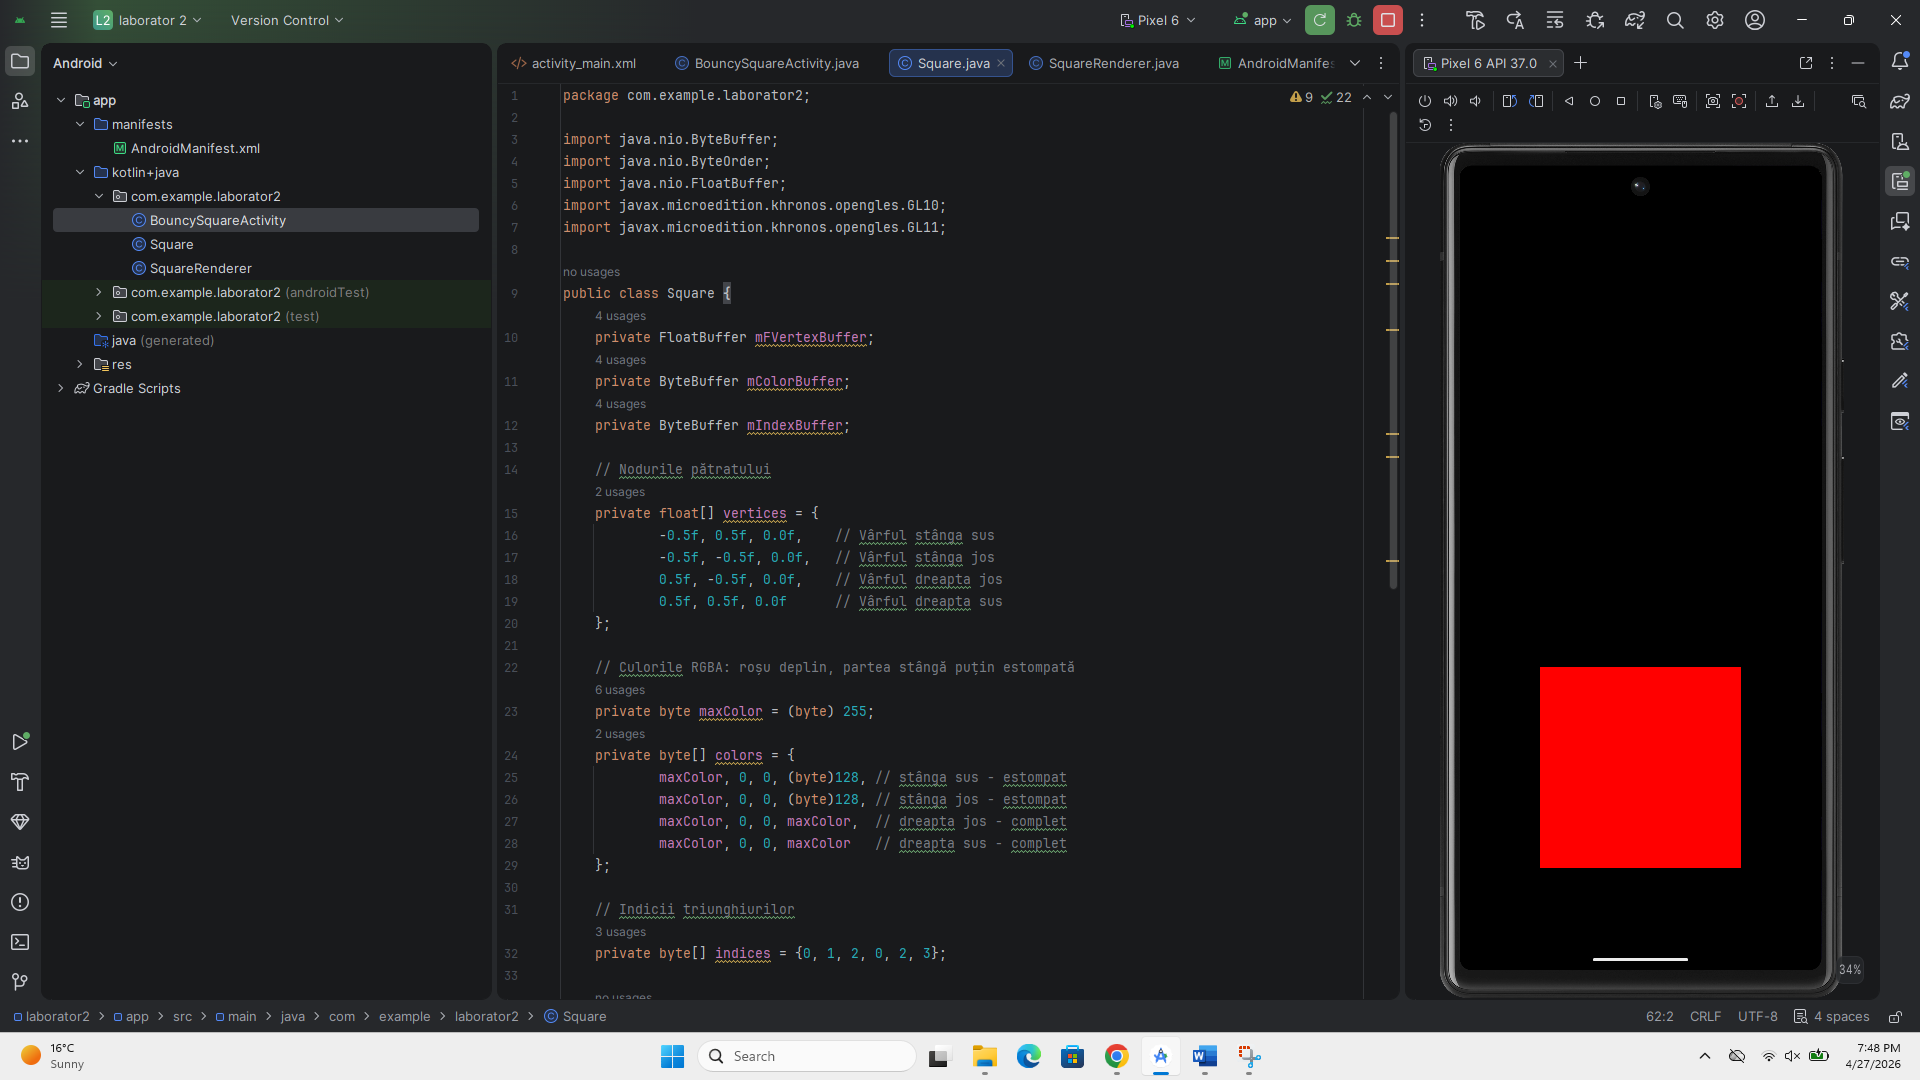 L2 laborator 2
Version Control
Pixel 6
app
Android
activity_main.xml
BouncySquareActivity.java
Square.java
SquareRenderer.java
AndroidManifes
Pixel 6 API 37.0
app
manifests
AndroidManifest.xml
kotlin+java
com.example.laborator2
BouncySquareActivity
Square
SquareRenderer
com.example.laborator2 (androidTest)
com.example.laborator2 (test)
java (generated)
res
Gradle Scripts
9 22
1 package com.example.laborator2;
2
3 import java.nio.ByteBuffer;
4 import java.nio.ByteOrder;
5 import java.nio.FloatBuffer;
6 import javax.microedition.khronos.opengles.GL10;
7 import javax.microedition.khronos.opengles.GL11;
8
no usages
9 public class Square {
4 usages
10 private FloatBuffer mFVertexBuffer;
4 usages
11 private ByteBuffer mColorBuffer;
4 usages
12 private ByteBuffer mIndexBuffer;
13
14 // Nodurile pătratului
2 usages
15 private float[] vertices = {
16 -0.5f, 0.5f, 0.0f, // Vârful stânga sus
17 -0.5f, -0.5f, 0.0f, // Vârful stânga jos
18 0.5f, -0.5f, 0.0f, // Vârful dreapta jos
19 0.5f, 0.5f, 0.0f // Vârful dreapta sus
20 };
21
22 // Culorile RGBA: roșu deplin, partea stângă puțin estompată
6 usages
23 private byte maxColor = (byte) 255;
2 usages
24 private byte[] colors = {
25 maxColor, 0, 0, (byte)128, // stânga sus - estompat
26 maxColor, 0, 0, (byte)128, // stânga jos - estompat
27 maxColor, 0, 0, maxColor, // dreapta jos - complet
28 maxColor, 0, 0, maxColor // dreapta sus - complet
29 };
30
31 // Indicii triunghiurilor
3 usages
32 private byte[] indices = {0, 1, 2, 0, 2, 3};
33
no usages
34%
laborator2 > app > src > main > java > com > example > laborator2 > Square
62:2 CRLF UTF-8 4 spaces
16°C
Sunny
Search
7:48 PM
4/27/2026